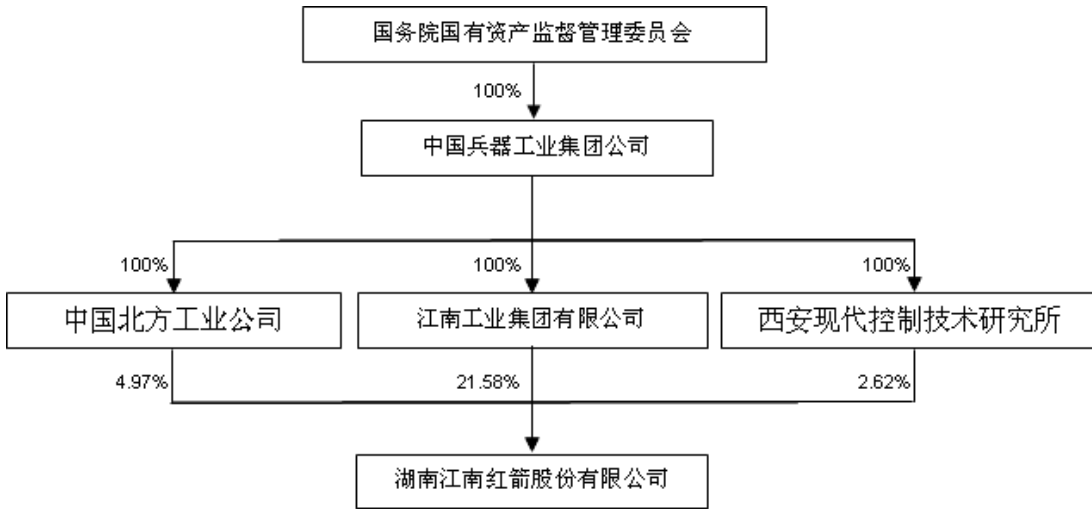 国务院国有资产监督管理委员会
100%
中国兵器工业集团公司
100% 100% 100%
中国北方工业公司 江南工业集团有限公司 西安现代控制技术研究所
4.97% 21.58% 2.62%
湖南江南红箭股份有限公司